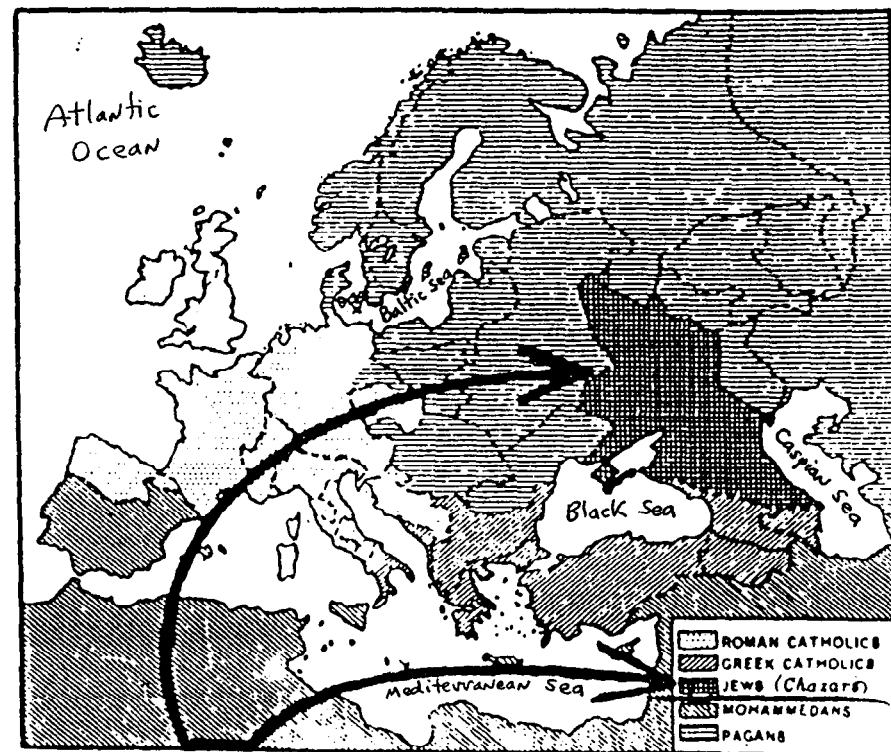 Atlantic
Ocean
Baltic Sea
Caspian Sea
Black Sea
Mediterranean Sea
ROMAN CATHOLICS
GREEK CATHOLICS
JEWS (Chazars)
MOHAMMEDANS
PAGANS